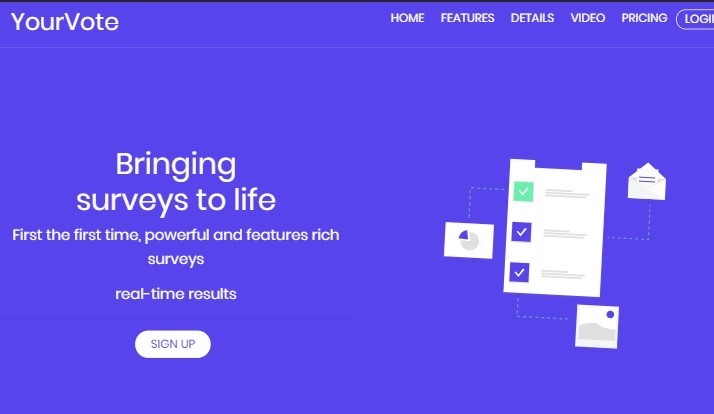 YourVote
HOME FEATURES DETAILS VIDEO PRICING
Bringing
surveys to life
First the first time, powerful and features rich
surveys
real-time results
SIGN UP